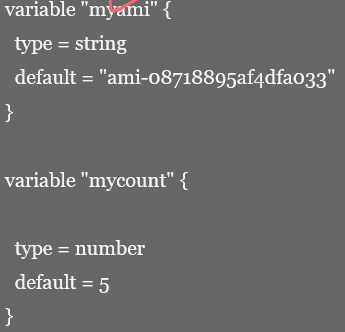 variable "myami" {
type = string
default = "ami-08718895af4dfa033"
}
variable "mycount" {
type = number
default = 5
}